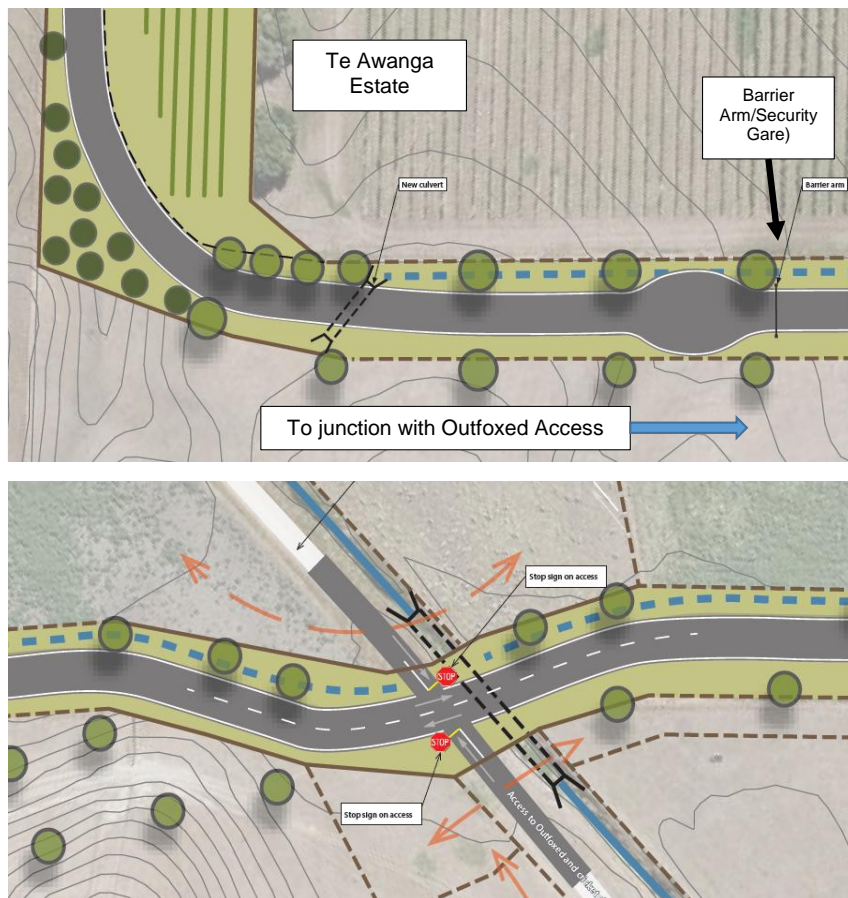 Te Awanga
Estate
Barrier
Arm/Security
Gare)
New culvert
Barrier arm
To junction with Outfoxed Access
Stop sign on access
STOP
STOP
Stop sign on access
Access to Outfoxed and cricket